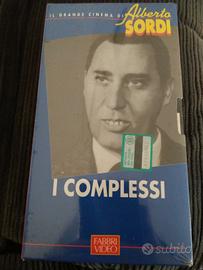 IL GRANDE CINEMA DI
Alberto
SORDI
I COMPLESSI
FABBRI
VIDEO
subito